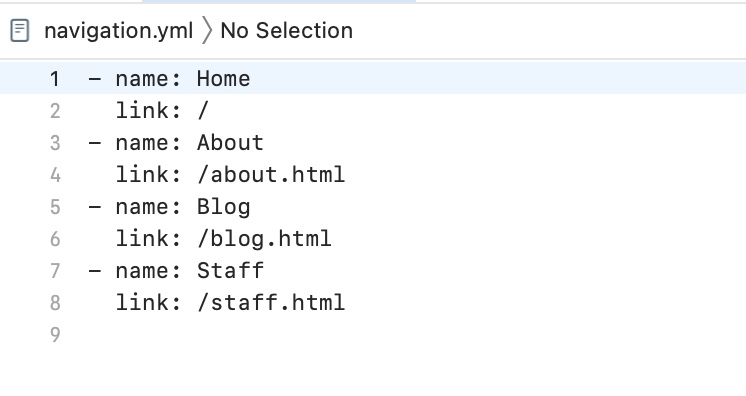 navigation.yml 〉 No Selection
1 - name: Home
2   link: /
3 - name: About
4   link: /about.html
5 - name: Blog
6   link: /blog.html
7 - name: Staff
8   link: /staff.html
9